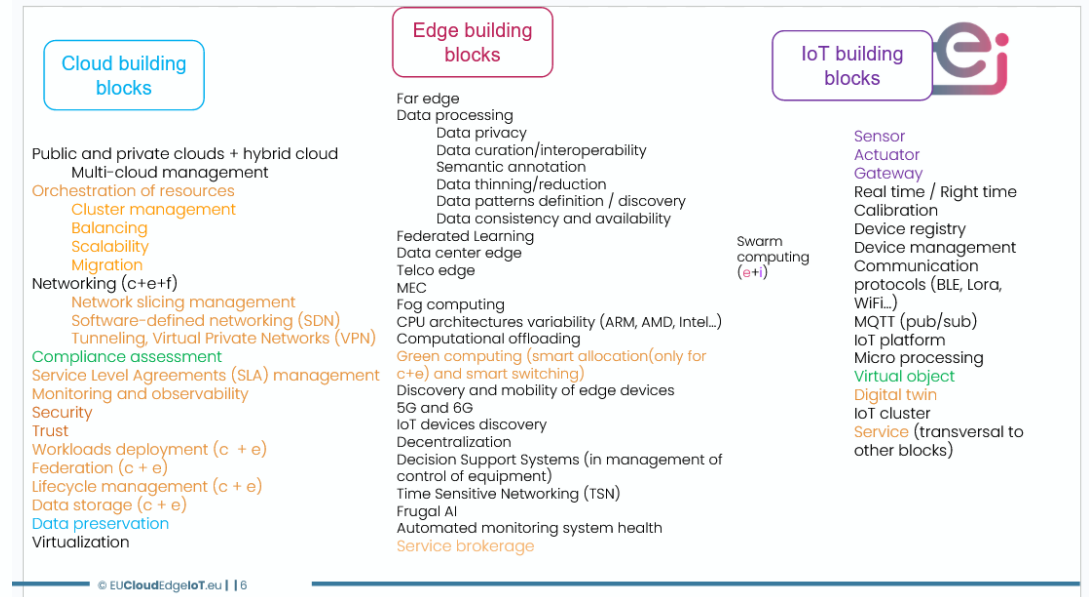 Cloud building
blocks
Public and private clouds + hybrid cloud
Multi-cloud management
Orchestration of resources
Cluster management
Balancing
Scalability
Migration
Networking (c+e+f)
Network slicing management
Software-defined networking (SDN)
Tunneling, Virtual Private Networks (VPN)
Compliance assessment
Service Level Agreements (SLA) management
Monitoring and observability
Security
Trust
Workloads deployment (c + e)
Federation (c + e)
Lifecycle management (c + e)
Data storage (c + e)
Data preservation
Virtualization
Edge building
blocks
Far edge
Data processing
Data privacy
Data curation/interoperability
Semantic annotation
Data thinning/reduction
Data patterns definition / discovery
Data consistency and availability
Federated Learning
Data center edge
Telco edge
MEC
Fog computing
CPU architectures variability (ARM, AMD, Intel…)
Computational offloading
Green computing (smart allocation(only for
c+e) and smart switching)
Discovery and mobility of edge devices
5G and 6G
IoT devices discovery
Decentralization
Decision Support Systems (in management of
control of equipment)
Time Sensitive Networking (TSN)
Frugal AI
Automated monitoring system health
Service brokerage
Swarm
computing
(e+i)
IoT building
blocks
ei
Sensor
Actuator
Gateway
Real time / Right time
Calibration
Device registry
Device management
Communication
protocols (BLE, Lora,
WiFi…)
MQTT (pub/sub)
IoT platform
Micro processing
Virtual object
Digital twin
IoT cluster
Service (transversal to
other blocks)
© EUCloudEdgeIoT.eu | | 6